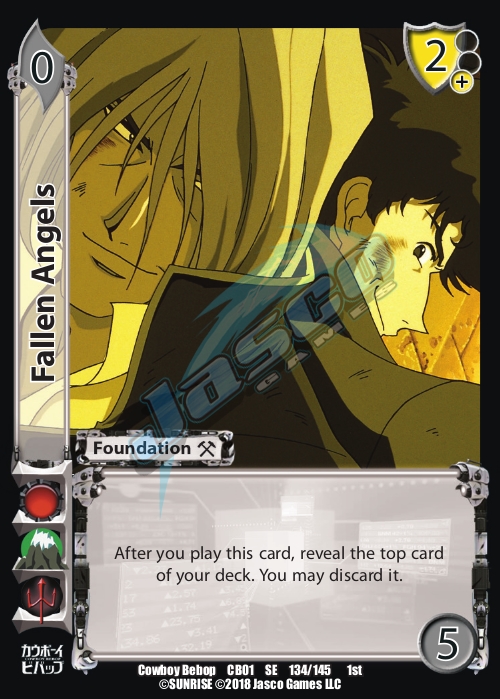 0
2
+
Fallen Angels
Jasco
GAMES
Foundation
After you play this card, reveal the top card
of your deck. You may discard it.
5
カウボーイ
ビバップ
Cowboy Bebop CB01 SE 134/145 1st
©SUNRISE ©2018 Jasco Games LLC